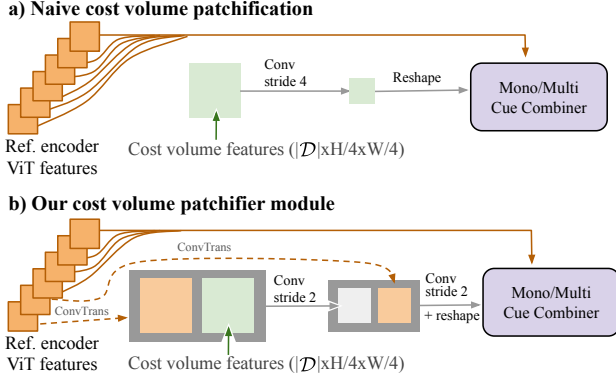 a) Naive cost volume patchification
Conv
stride 4
Reshape
Mono/Multi
Cue Combiner
Ref. encoder
ViT features
Cost volume features (|𝒟|xH/4xW/4)
b) Our cost volume patchifier module
ConvTrans
Conv
stride 2
Conv
stride 2
+ reshape
Mono/Multi
Cue Combiner
ConvTrans
Ref. encoder
ViT features
Cost volume features (|𝒟|xH/4xW/4)